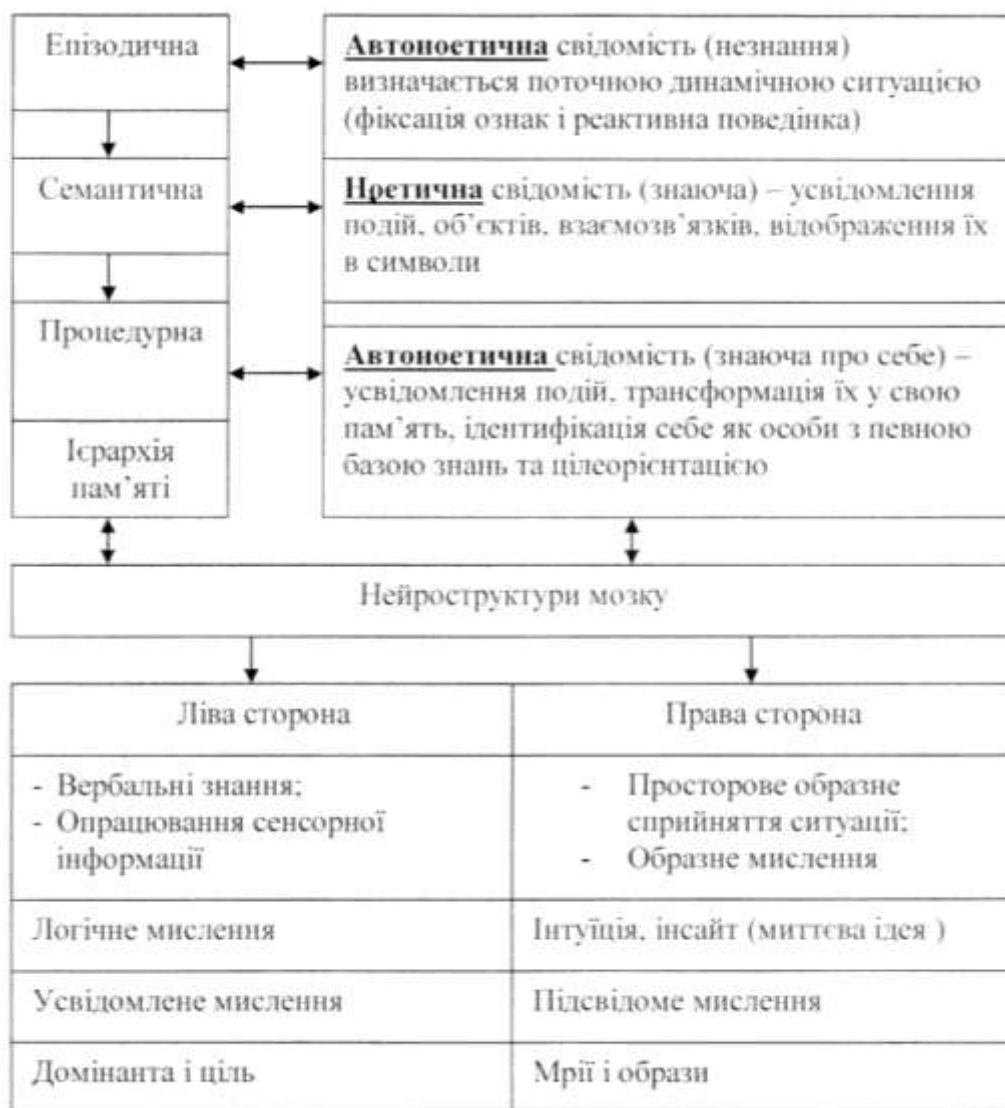 Епізодична
Автоноетична свідомість (незнання)
визначається поточною динамічною ситуацією
(фіксація ознак і реактивна поведінка)
Семантична
Ноетична свідомість (знаюча) – усвідомлення
подій, об’єктів, взаємозв’язків, відображення їх
в символи
Процедурна
Автоноетична свідомість (знаюча про себе) –
усвідомлення подій, трансформація їх у свою
пам’ять, ідентифікація себе як особи з певною
базою знань та цілеорієнтацією
Ієрархія
пам’яті
Нейроструктури мозку
Ліва сторона
Права сторона
- Вербальні знання;
- Опрацювання сенсорної
інформації
- Просторове образне
сприйняття ситуації;
- Образне мислення
Логічне мислення
Інтуїція, інсайт (миттєва ідея )
Усвідомлене мислення
Підсвідоме мислення
Домінанта і ціль
Мрії і образи